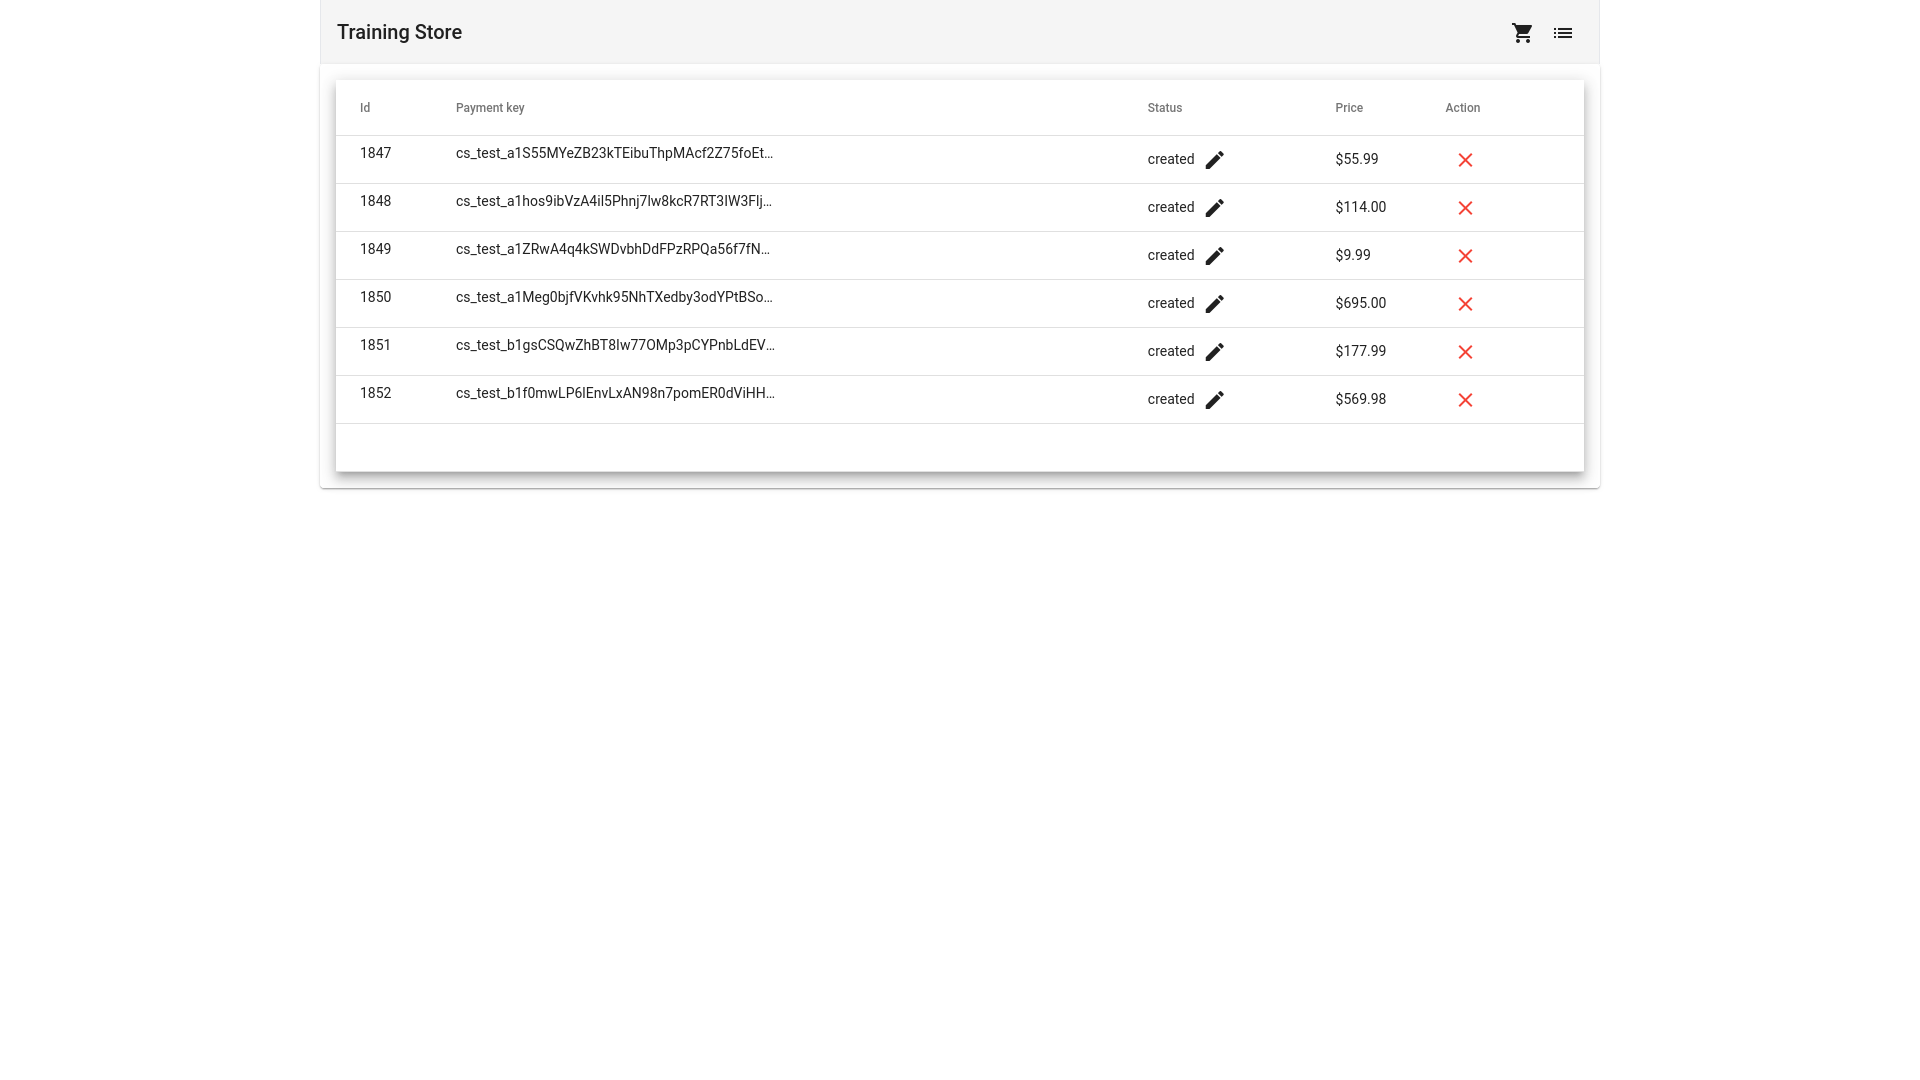 Training Store
Id Payment key Status Price Action
1847 cs_test_a1S55MYeZB23kTEibuThpMAcf2Z75foEt... created $55.99
1848 cs_test_a1hos9ibVzA4il5Phnj7lw8kcR7RT3IW3Flj... created $114.00
1849 cs_test_a1ZRwA4q4kSWDvbhDdFPzRPQa56f7fN... created $9.99
1850 cs_test_a1Meg0bjfVKvhk95NhTXedby3odYPtBSo... created $695.00
1851 cs_test_b1gsCSQwZhBT8Iw77OMp3pCYPnbLdEV... created $177.99
1852 cs_test_b1f0mwLP6lEnvLxAN98n7pomER0dViHH... created $569.98